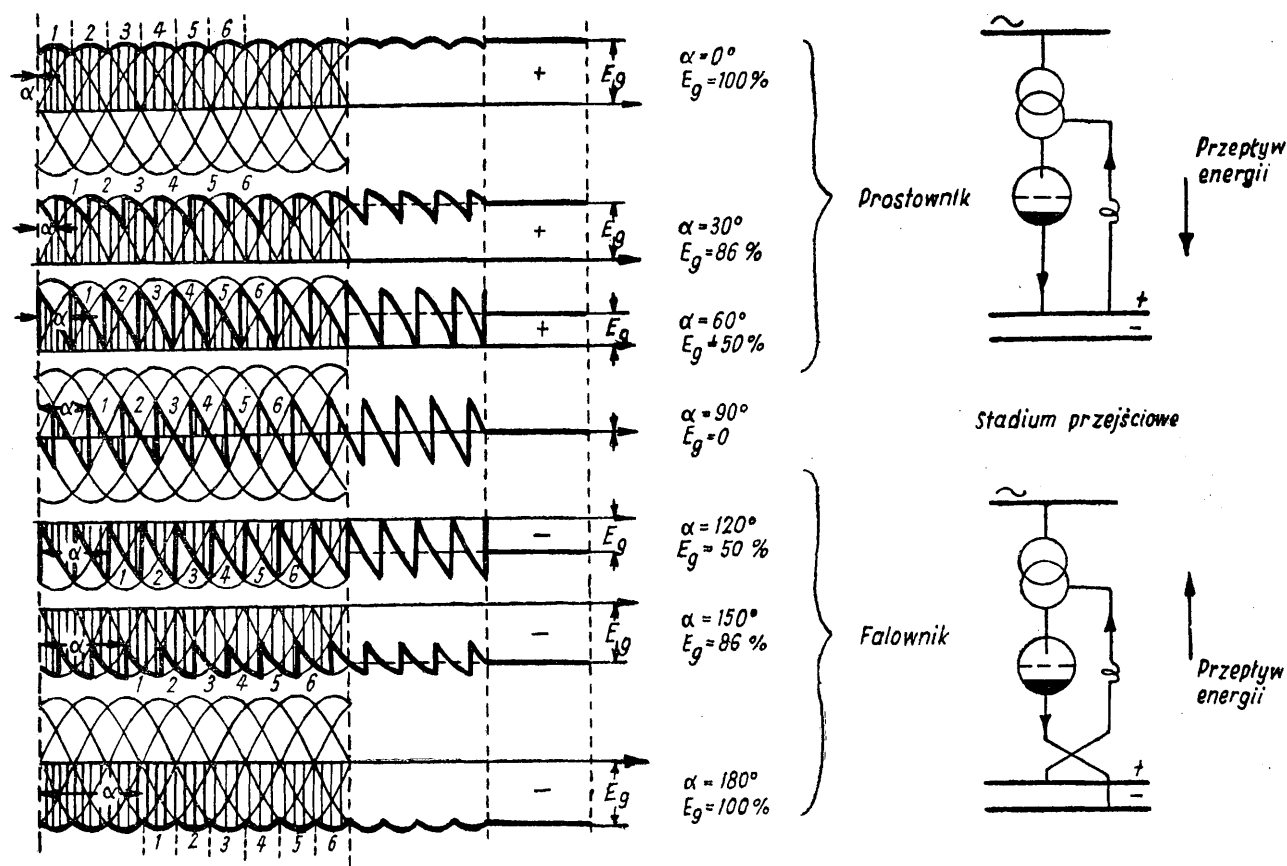 1 2 3 4 5 6
α
+
E_g
α = 0°
E_g = 100%
1 2 3 4 5 6
α
+
E_g
α = 30°
E_g = 86%
1 2 3 4 5 6
α
+
E_g
α = 60°
E_g = 50%
1 2 3 4 5 6
α
α = 90°
E_g = 0
α
1 2 3 4 5 6
-
E_g
α = 120°
E_g = 50%
α
1 2 3 4 5 6
-
E_g
α = 150°
E_g = 86%
α
1 2 3 4 5 6
-
E_g
α = 180°
E_g = 100%
Prostownik
Falownik
~
Przepływ
energii
+
-
Stadium przejściowe
~
Przepływ
energii
+
-